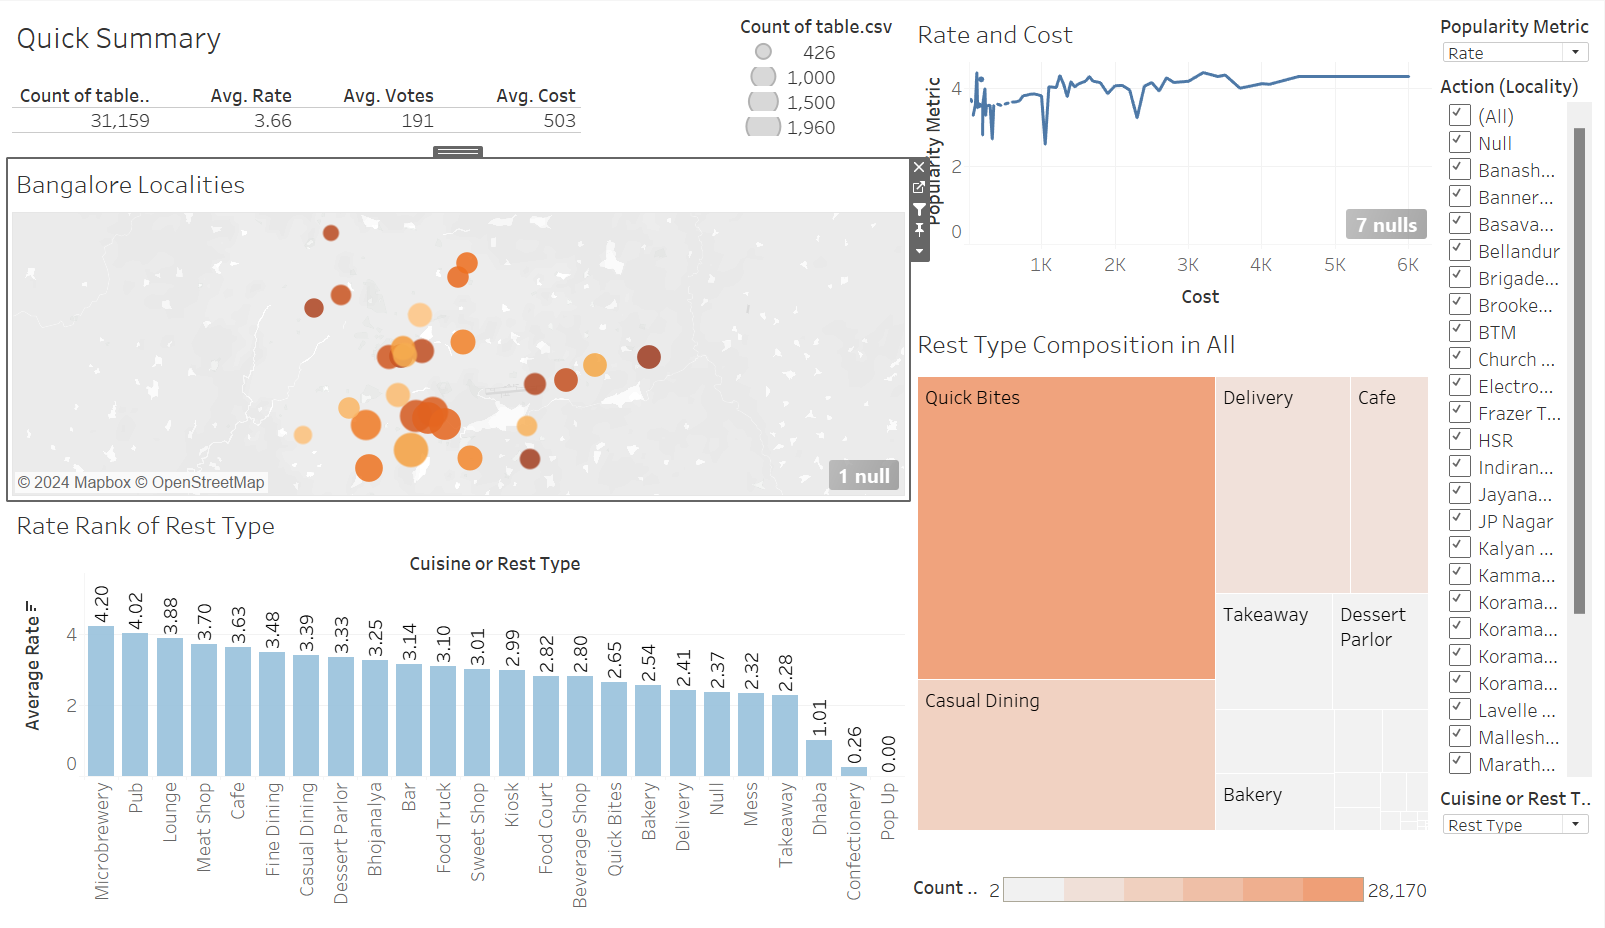 Quick Summary
Count of table.. Avg. Rate Avg. Votes Avg. Cost
31,159 3.66 191 503
Count of table.csv
426
1,000
1,500
1,960
Bangalore Localities
© 2024 Mapbox © OpenStreetMap
1 null
Rate Rank of Rest Type
Cuisine or Rest Type
Average Rate
4
2
0
4.20
4.02
3.88
3.70
3.63
3.48
3.39
3.33
3.25
3.14
3.10
3.01
2.99
2.82
2.80
2.65
2.54
2.41
2.37
2.32
2.28
1.01
0.26
0.00
Microbrewery
Pub
Lounge
Meat Shop
Cafe
Fine Dining
Casual Dining
Dessert Parlor
Bhojanalya
Bar
Food Truck
Sweet Shop
Kiosk
Food Court
Beverage Shop
Quick Bites
Bakery
Delivery
Null
Mess
Takeaway
Dhaba
Confectionery
Pop Up
Rate and Cost
Popularity Metric
4
2
0
7 nulls
1K 2K 3K 4K 5K 6K
Cost
Rest Type Composition in All
Quick Bites
Casual Dining
Delivery
Cafe
Takeaway
Dessert
Parlor
Bakery
Count .. 2 28,170
Popularity Metric
Rate
Action (Locality)
(All)
Null
Banash...
Banner...
Basava...
Bellandur
Brigade...
Brooke...
BTM
Church ...
Electro...
Frazer T...
HSR
Indiran...
Jayana...
JP Nagar
Kalyan ...
Kamma...
Korama...
Korama...
Korama...
Korama...
Lavelle ...
Mallesh...
Marath...
Cuisine or Rest T..
Rest Type